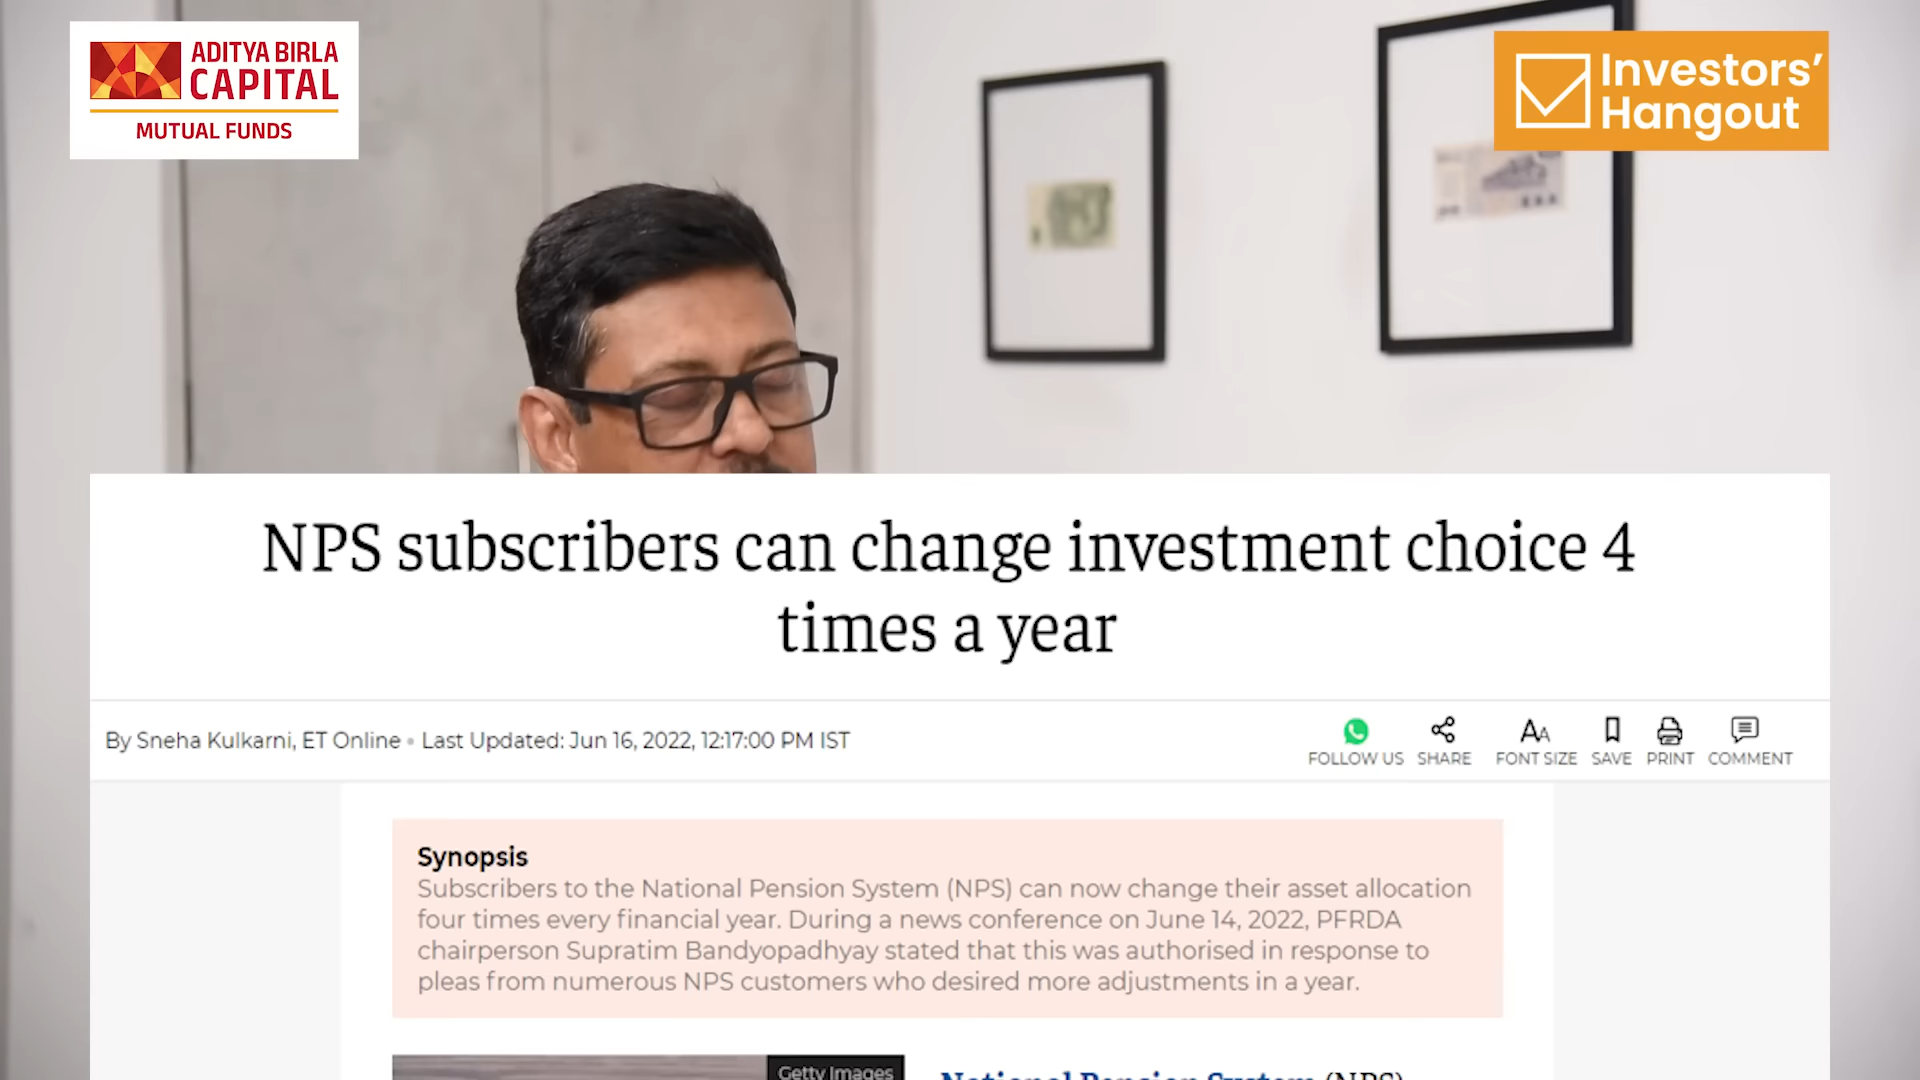 ADITYA BIRLA
CAPITAL
MUTUAL FUNDS
Investors'
Hangout
NPS subscribers can change investment choice 4
times a year
By Sneha Kulkarni, ET Online • Last Updated: Jun 16, 2022, 12:17:00 PM IST
FOLLOW US SHARE FONT SIZE SAVE PRINT COMMENT
Synopsis
Subscribers to the National Pension System (NPS) can now change their asset allocation
four times every financial year. During a news conference on June 14, 2022, PFRDA
chairperson Supratim Bandyopadhyay stated that this was authorised in response to
pleas from numerous NPS customers who desired more adjustments in a year.
Getty Images
National Pension System (NPS)